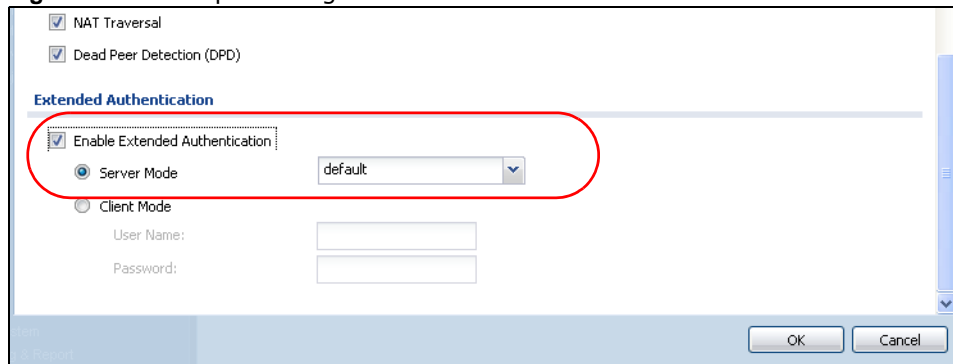 NAT Traversal
Dead Peer Detection (DPD)
Extended Authentication
Enable Extended Authentication
Server Mode default
Client Mode
User Name:
Password:
& Report
OK Cancel